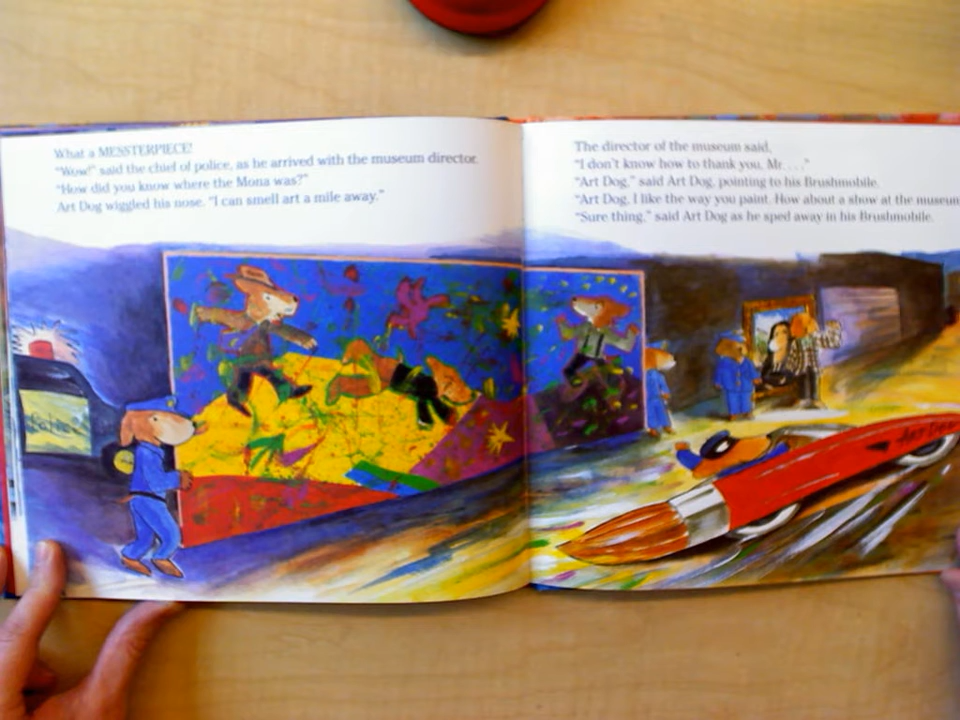 What a MESSTERPIECE!
"Wow!" said the chief of police, as he arrived with the museum director.
"How did you know where the Mona was?"
Art Dog wiggled his nose. "I can smell art a mile away."
The director of the museum said,
"I don't know how to thank you, Mr. . . ."
"Art Dog," said Art Dog, pointing to his Brushmobile.
"Art Dog, I like the way you paint. How about a show at the museum
"Sure thing," said Art Dog as he sped away in his Brushmobile.
Police
ART DOG